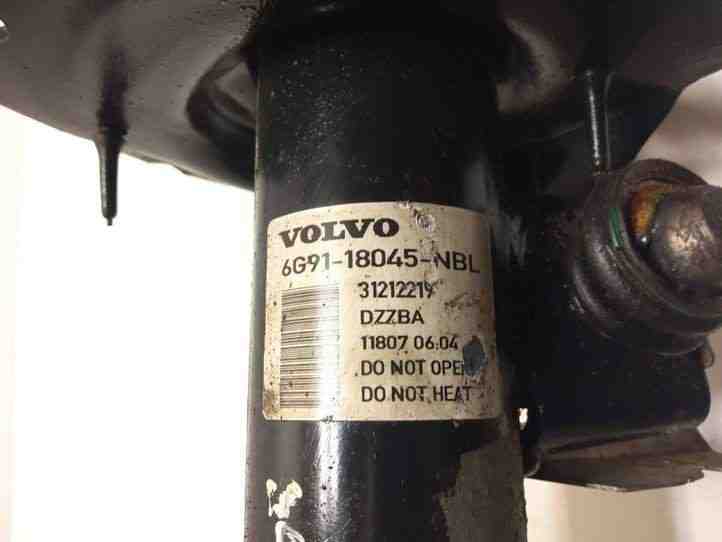 VOLVO
6G91-18045-NBL
31212219
DZZBA
11807 06:04
DO NOT OPEN
DO NOT HEAT